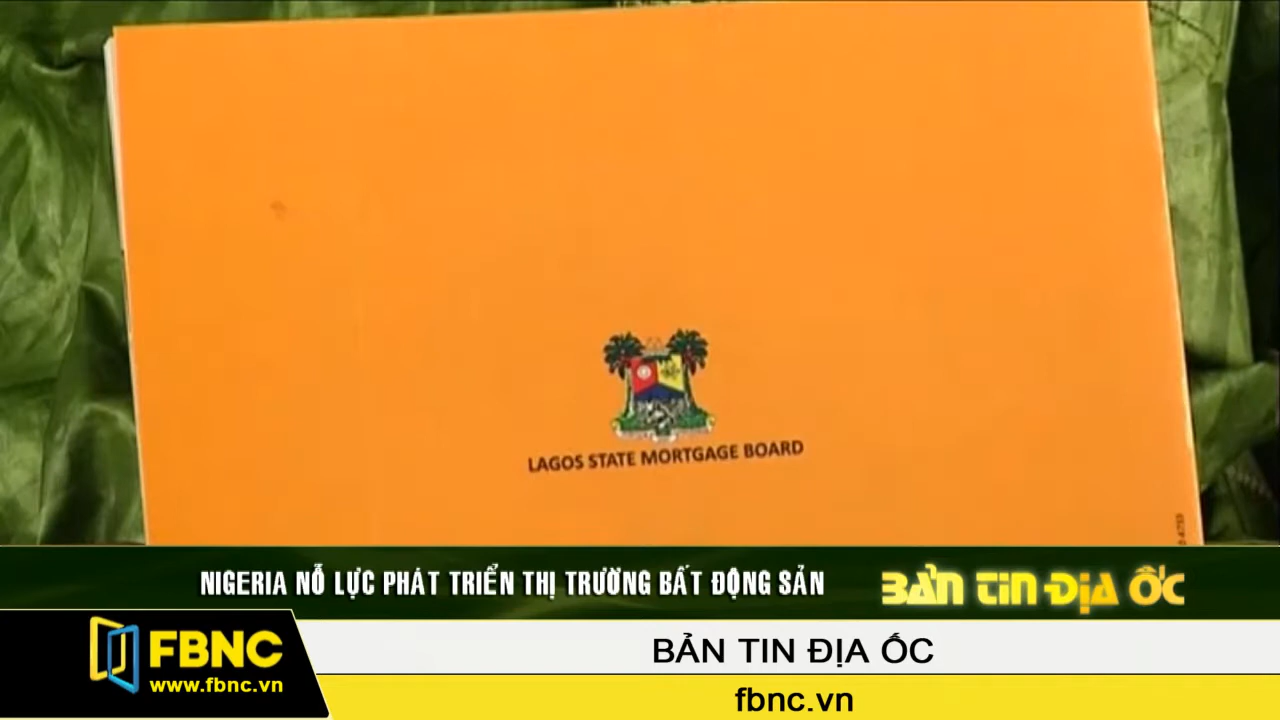 LAGOS STATE MORTGAGE BOARD
NIGERIA NỖ LỰC PHÁT TRIỂN THỊ TRƯỜNG BẤT ĐỘNG SẢN
BẢN TIN ĐỊA ỐC
FBNC
www.fbnc.vn
BẢN TIN ĐỊA ỐC
fbnc.vn